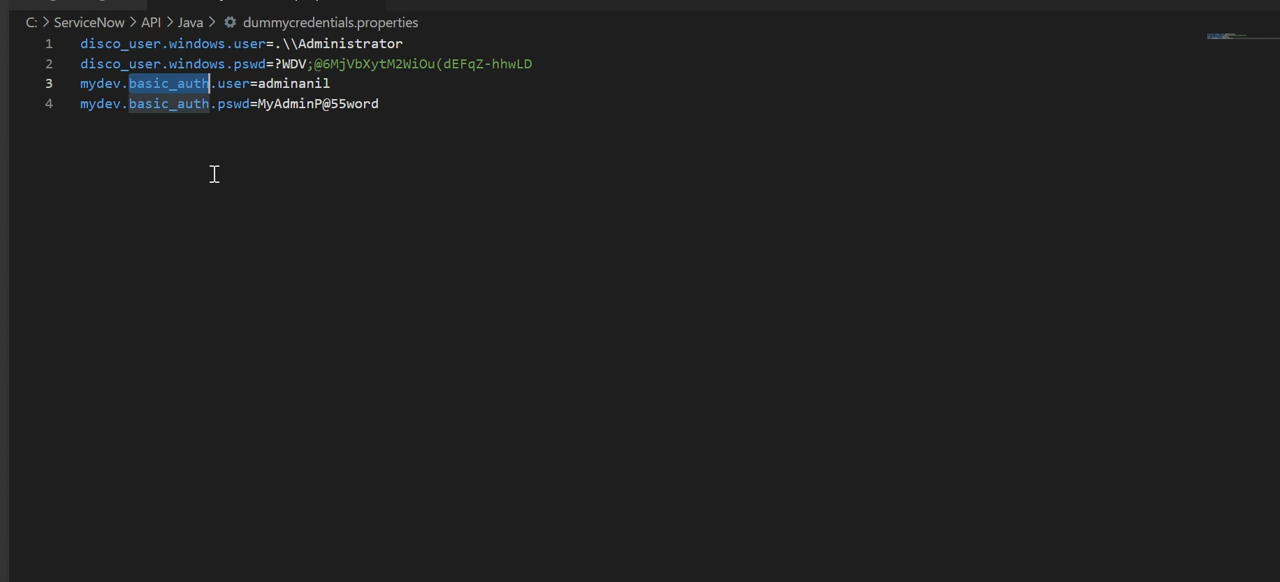 C: > ServiceNow > API > Java > dummycredentials.properties
1 disco_user.windows.user=.\\Administrator
2 disco_user.windows.pswd=?WDV;@6MjVbXytM2WiOu(dEFqZ-hhwLD
3 mydev.basic_auth.user=adminanil
4 mydev.basic_auth.pswd=MyAdminP@55word